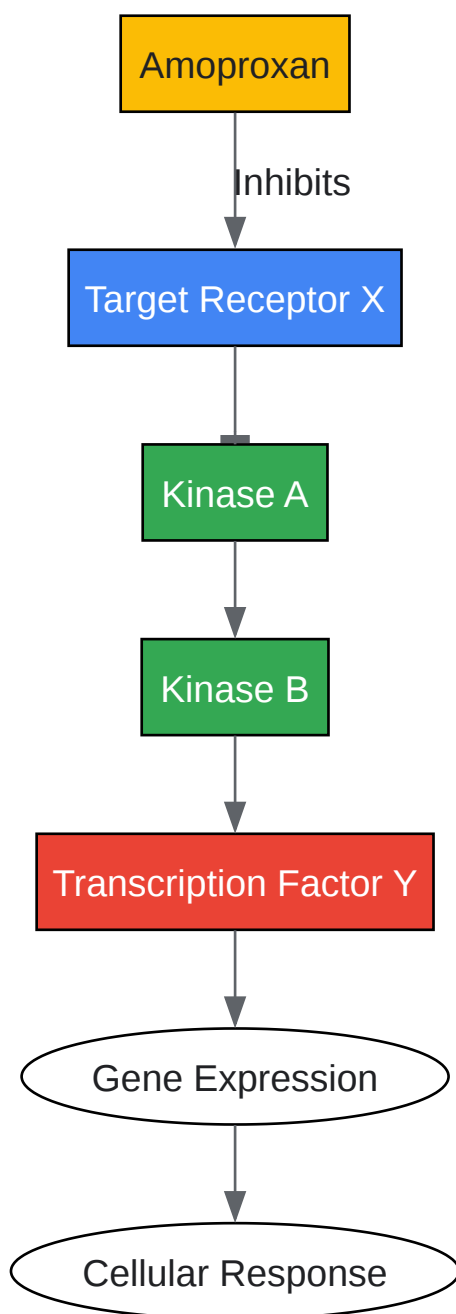 Amoproxan
Inhibits
Target Receptor X
Kinase A
Kinase B
Transcription Factor Y
Gene Expression
Cellular Response